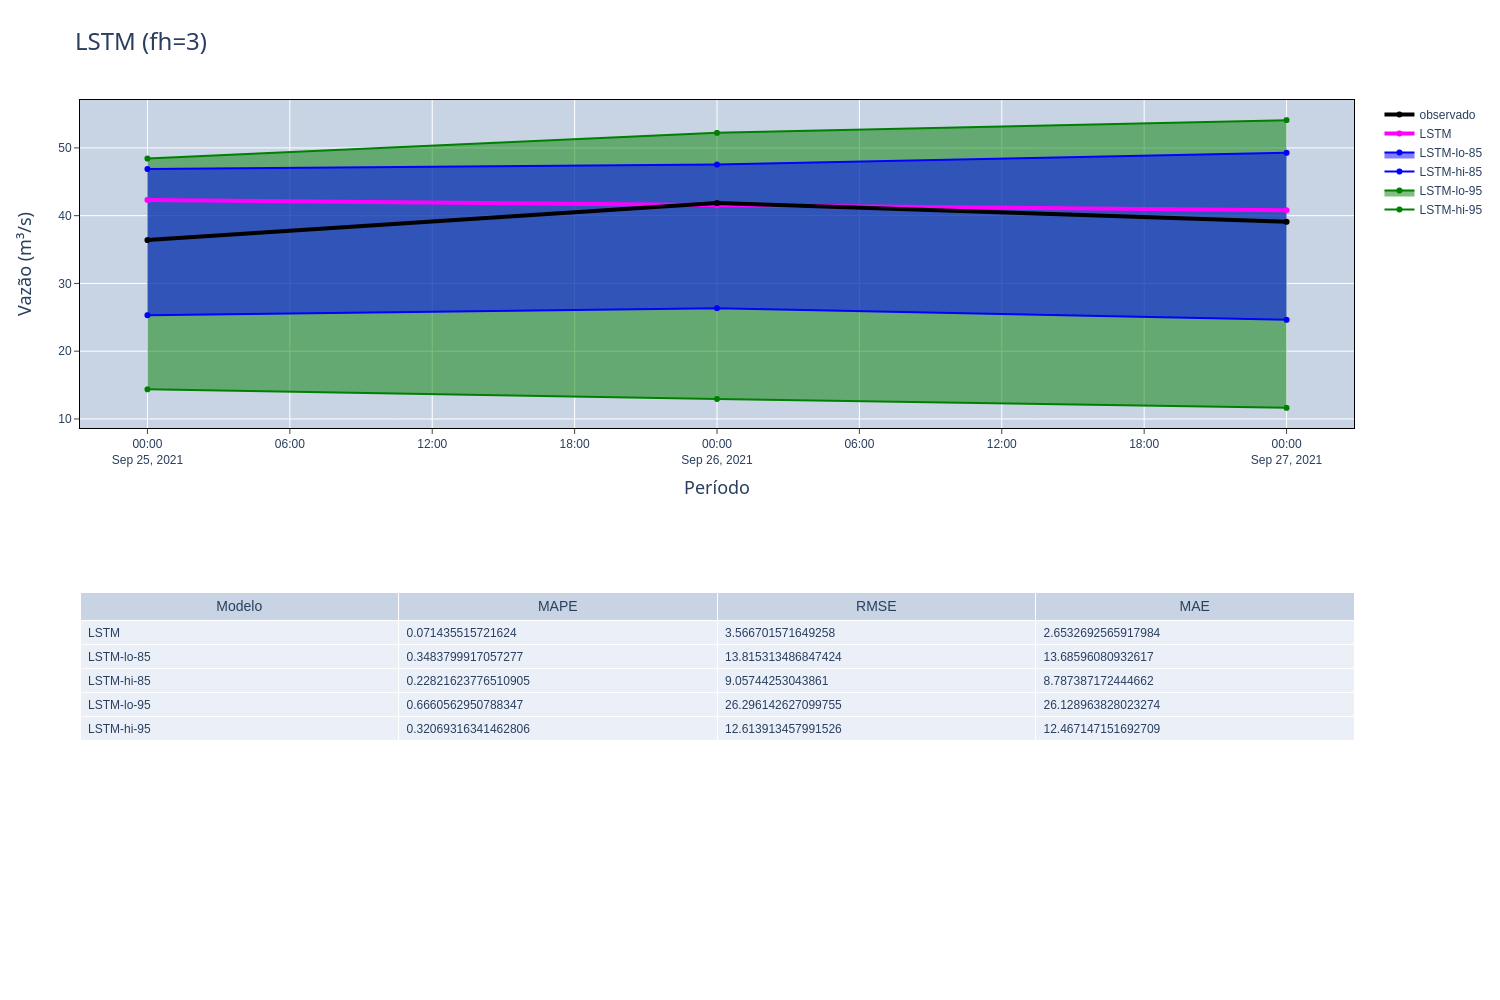 LSTM (fh=3)
observado
LSTM
LSTM-lo-85
LSTM-hi-85
LSTM-lo-95
LSTM-hi-95
Vazão (m³/s)
50
40
30
20
10
00:00 06:00 12:00 18:00 00:00 06:00 12:00 18:00 00:00
Sep 25, 2021 Sep 26, 2021 Sep 27, 2021
Período
Modelo MAPE RMSE MAE
LSTM 0.071435515721624 3.566701571649258 2.6532692565917984
LSTM-lo-85 0.3483799917057277 13.815313486847424 13.68596080932617
LSTM-hi-85 0.22821623776510905 9.05744253043861 8.787387172444662
LSTM-lo-95 0.6660562950788347 26.296142627099755 26.128963828023274
LSTM-hi-95 0.32069316341462806 12.613913457991526 12.467147151692709